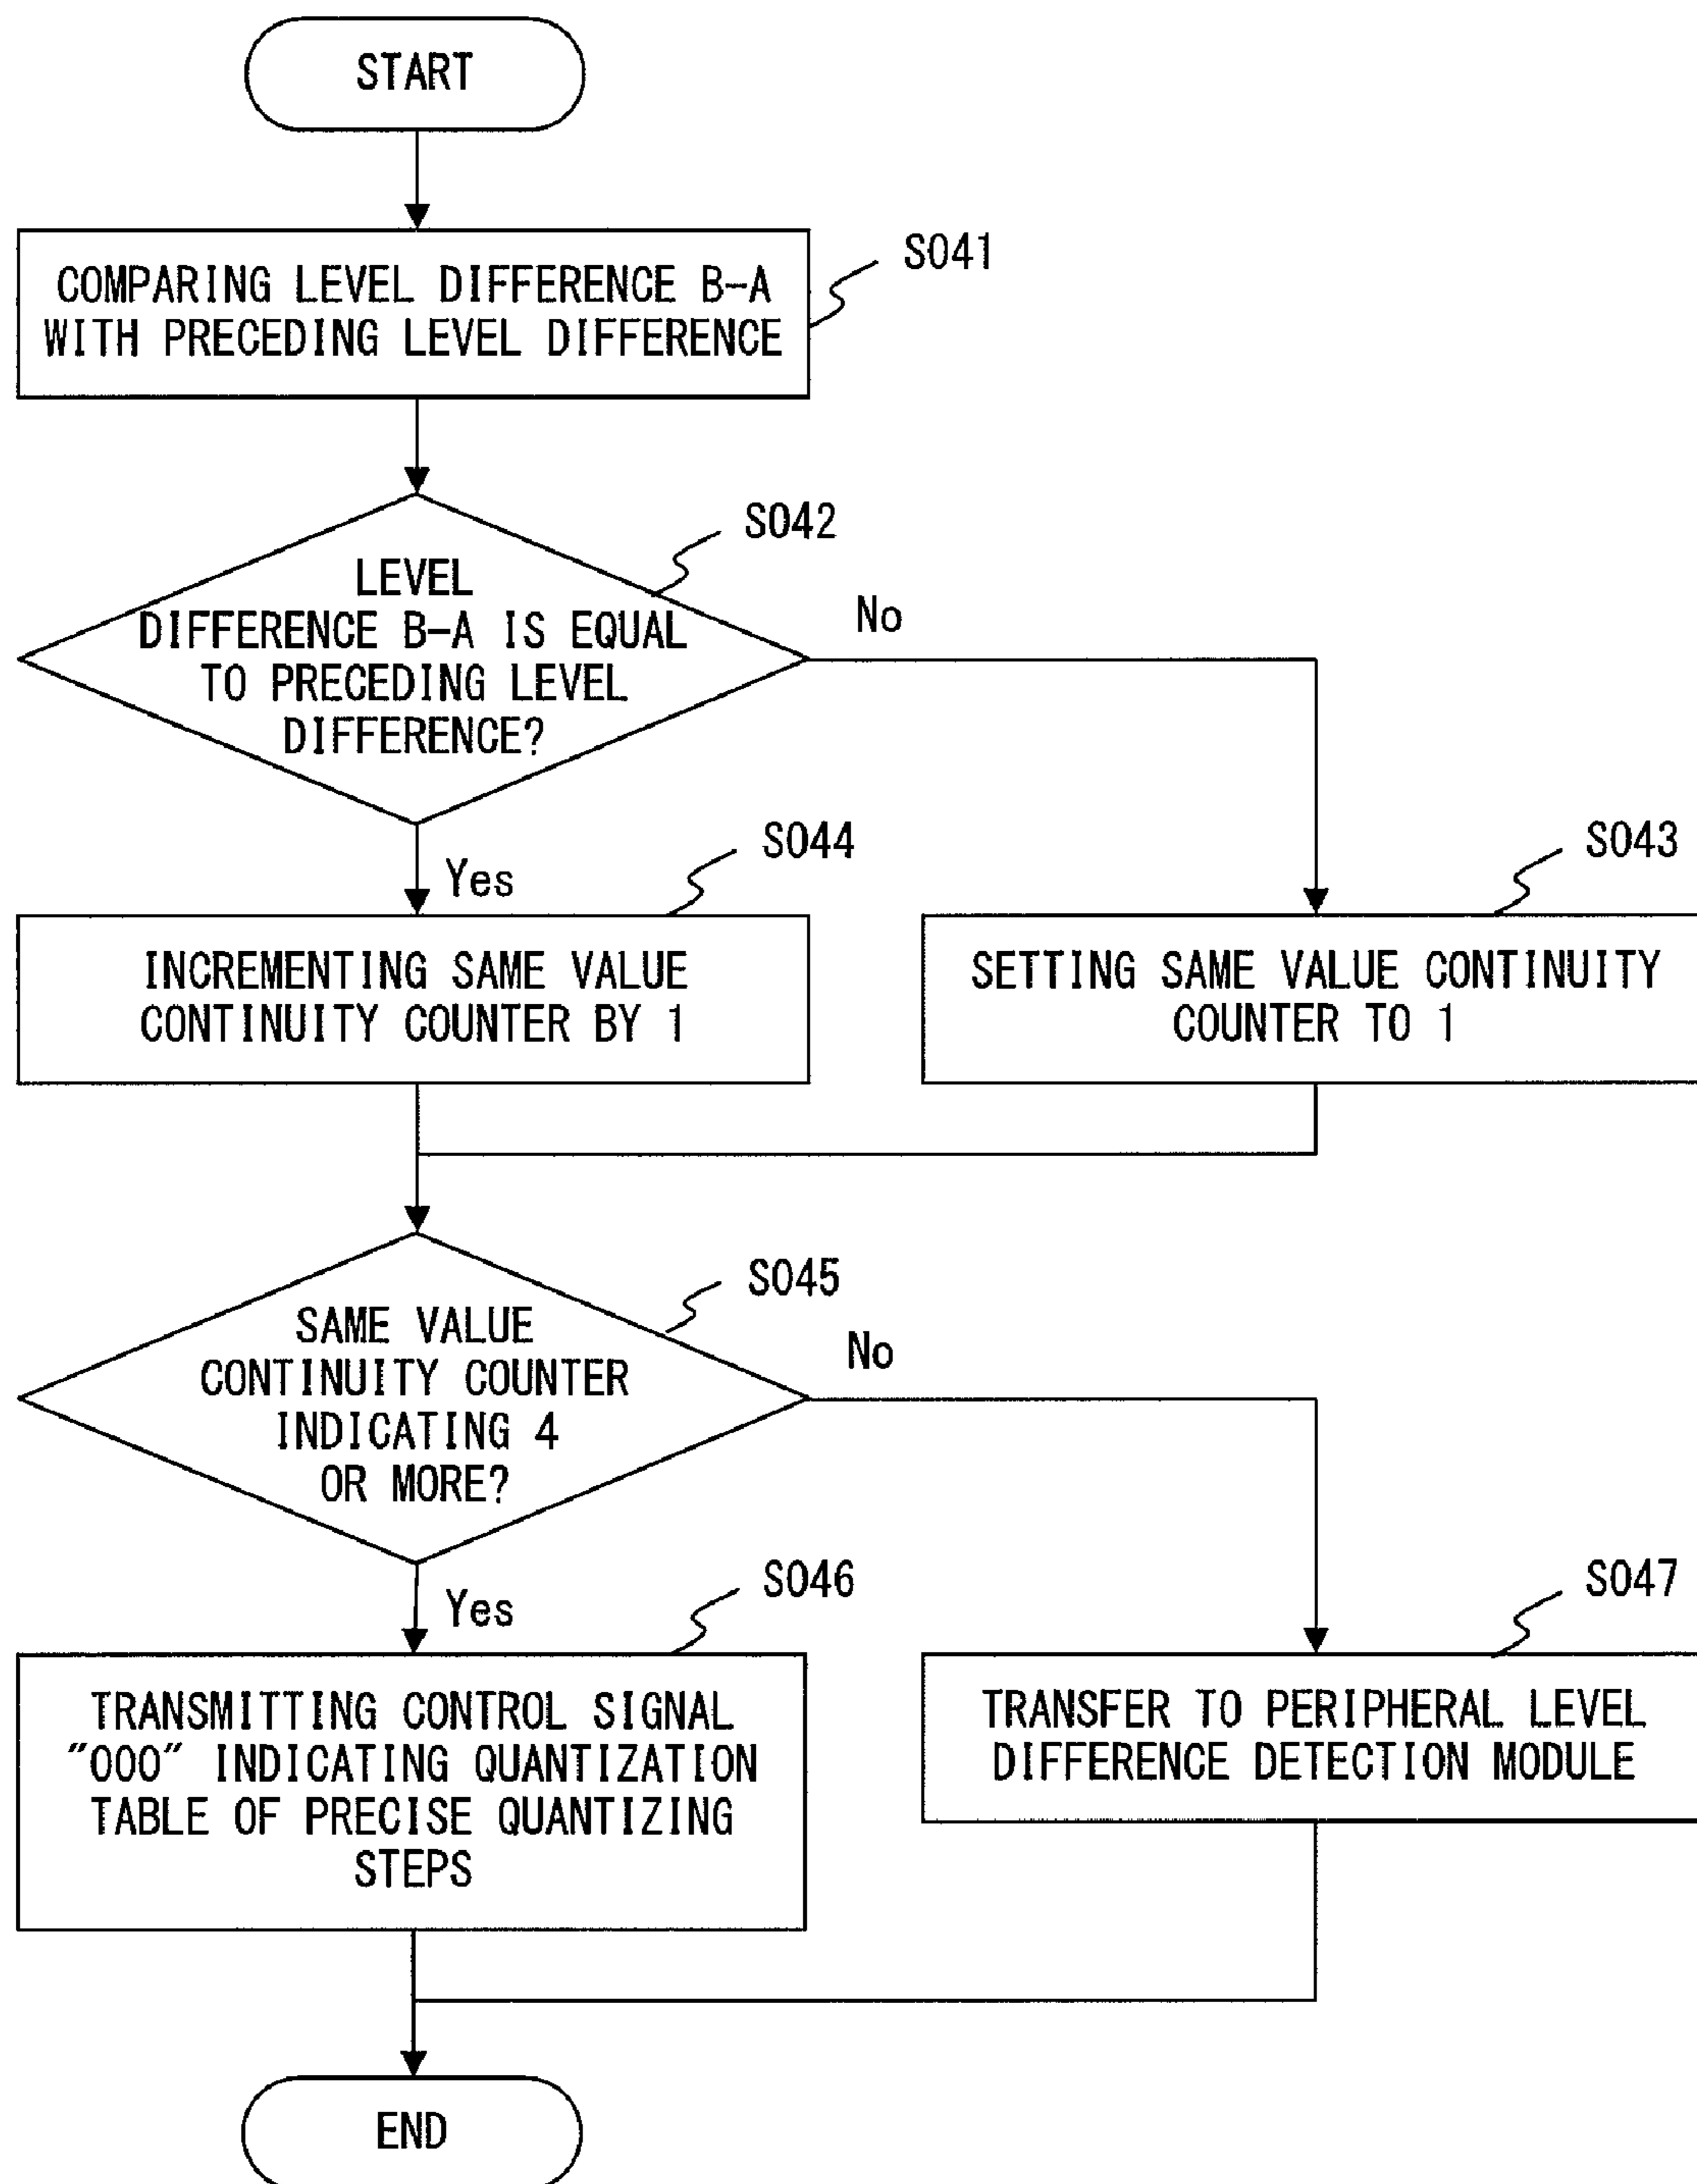 START
S041
COMPARING LEVEL DIFFERENCE B-A
WITH PRECEDING LEVEL DIFFERENCE
S042
LEVEL
DIFFERENCE B-A IS EQUAL
TO PRECEDING LEVEL
DIFFERENCE?
No
Yes
S044
INCREMENTING SAME VALUE
CONTINUITY COUNTER BY 1
S043
SETTING SAME VALUE CONTINUITY
COUNTER TO 1
S045
SAME VALUE
CONTINUITY COUNTER
INDICATING 4
OR MORE?
No
Yes
S046
TRANSMITTING CONTROL SIGNAL
"000" INDICATING QUANTIZATION
TABLE OF PRECISE QUANTIZING
STEPS
S047
TRANSFER TO PERIPHERAL LEVEL
DIFFERENCE DETECTION MODULE
END